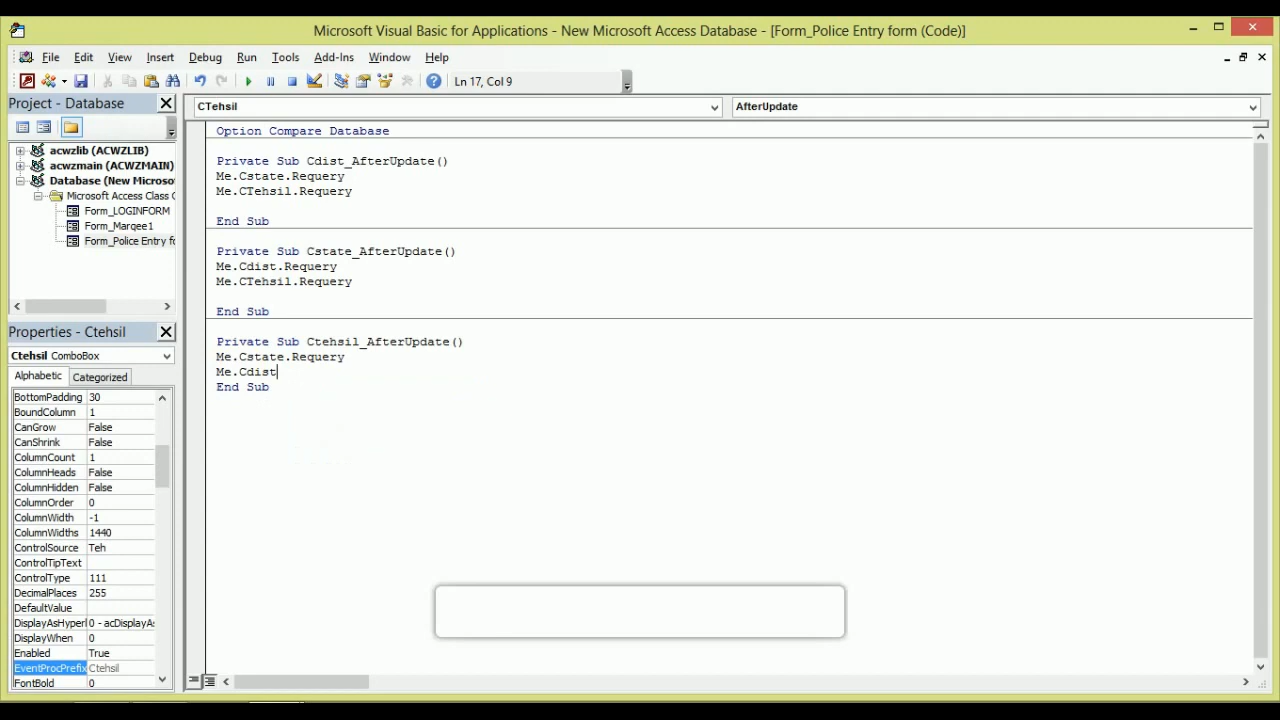 Microsoft Visual Basic for Applications - New Microsoft Access Database - [Form_Police Entry form (Code)]
File Edit View Insert Format Debug Run Tools Add-Ins Window Help
Ln 17, Col 9
Project - Database
acwzlib (ACWZLIB)
acwzmain (ACWZMAIN)
Database (New Microso
Microsoft Access Class O
Form_LOGINFORM
Form_Marqee1
Form_Police Entry fo
Properties - Ctehsil
Ctehsil ComboBox
Alphabetic Categorized
BottomPadding 30
BoundColumn 1
CanGrow False
CanShrink False
ColumnCount 1
ColumnHeads False
ColumnHidden False
ColumnOrder 0
ColumnWidth -1
ColumnWidths 1440
ControlSource Teh
ControlTipText
ControlType 111
DecimalPlaces 255
DefaultValue
DisplayAsHyperl 0 - acDisplayAs
DisplayWhen 0
Enabled True
EventProcPrefix Ctehsil
FontBold 0
CTehsil AfterUpdate
Option Compare Database
Private Sub Cdist_AfterUpdate()
Me.Cstate.Requery
Me.CTehsil.Requery
End Sub
Private Sub Cstate_AfterUpdate()
Me.Cdist.Requery
Me.CTehsil.Requery
End Sub
Private Sub Ctehsil_AfterUpdate()
Me.Cstate.Requery
Me.Cdist
End Sub